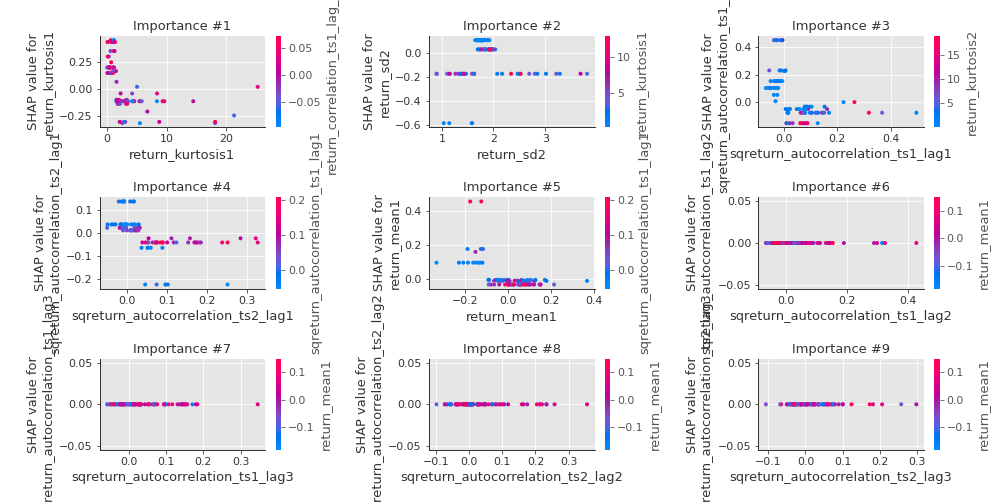 Importance #1
SHAP value for
return_kurtosis1
0.25
0.00
−0.25
0
10
20
return_kurtosis1
0.05
0.00
−0.05
return_correlation_ts1_lag_
Importance #2
SHAP value for
return_sd2
0.0
−0.2
−0.4
−0.6
1
2
3
return_sd2
10
5
return_kurtosis1
Importance #3
SHAP value for
sqreturn_autocorrelation_ts1_
0.4
0.2
0.0
0.0
0.2
0.4
sqreturn_autocorrelation_ts1_lag1
15
10
5
return_kurtosis2
Importance #4
SHAP value for
sqreturn_autocorrelation_ts2_lag1
0.1
0.0
−0.1
−0.2
0.0
0.1
0.2
0.3
sqreturn_autocorrelation_ts2_lag1
0.2
0.1
0.0
sqreturn_autocorrelation_ts1_lag1
Importance #5
SHAP value for
return_mean1
0.4
0.2
0.0
−0.2
0.0
0.2
0.4
return_mean1
0.2
0.1
0.0
sqreturn_autocorrelation_ts1_lag1
Importance #6
SHAP value for
sqreturn_autocorrelation_ts1_lag2
0.05
0.00
−0.05
0.0
0.2
0.4
sqreturn_autocorrelation_ts1_lag2
0.1
0.0
−0.1
return_mean1
Importance #7
SHAP value for
sqreturn_autocorrelation_ts1_lag3
0.05
0.00
−0.05
0.0
0.1
0.2
0.3
sqreturn_autocorrelation_ts1_lag3
0.1
0.0
−0.1
return_mean1
Importance #8
SHAP value for
sqreturn_autocorrelation_ts2_lag2
0.05
0.00
−0.05
−0.1
0.0
0.1
0.2
0.3
sqreturn_autocorrelation_ts2_lag2
0.1
0.0
−0.1
return_mean1
Importance #9
SHAP value for
sqreturn_autocorrelation_ts2_lag3
0.05
0.00
−0.05
−0.1
0.0
0.1
0.2
0.3
sqreturn_autocorrelation_ts2_lag3
0.1
0.0
−0.1
return_mean1